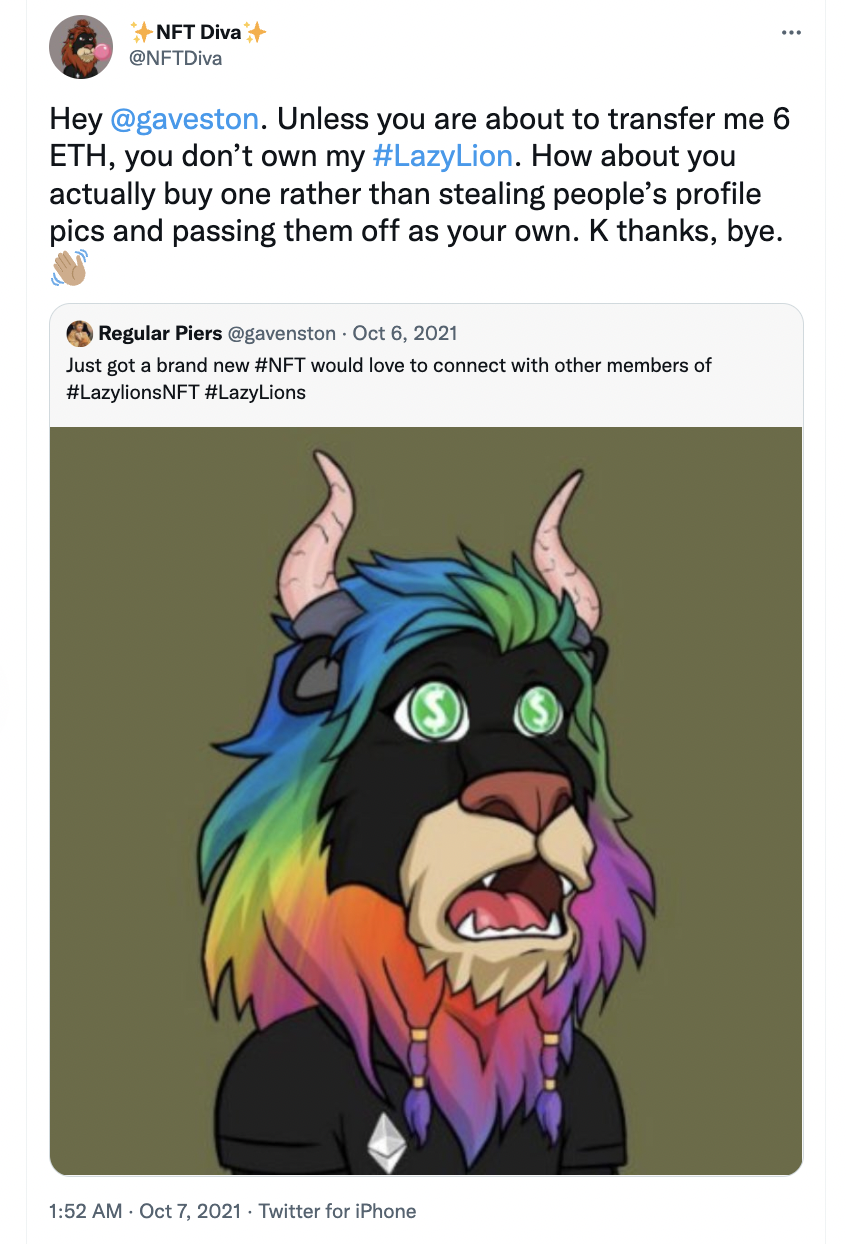 ✨NFT Diva✨
@NFTDiva
Hey @gaveston. Unless you are about to transfer me 6
ETH, you don’t own my #LazyLion. How about you
actually buy one rather than stealing people’s profile
pics and passing them off as your own. K thanks, bye.
👋🏽
Regular Piers @gavenston · Oct 6, 2021
Just got a brand new #NFT would love to connect with other members of
#LazylionsNFT #LazyLions
$ $
1:52 AM · Oct 7, 2021 · Twitter for iPhone